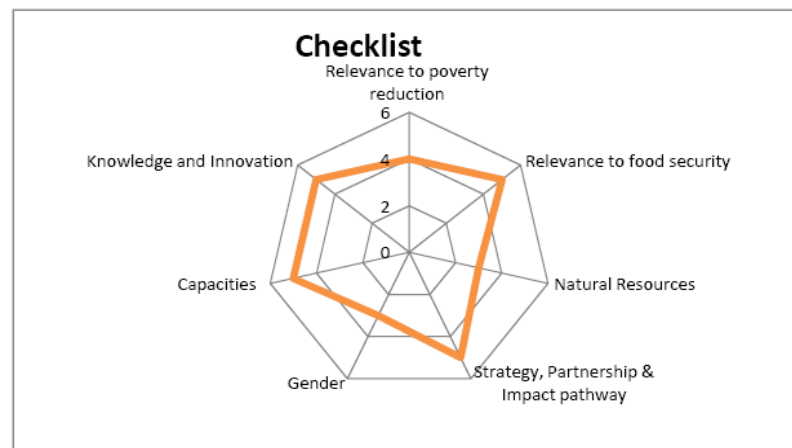 Checklist
Relevance to poverty
reduction
6
Knowledge and Innovation
4
Relevance to food security
2
0
Capacities
Natural Resources
Strategy, Partnership &
Impact pathway
Gender